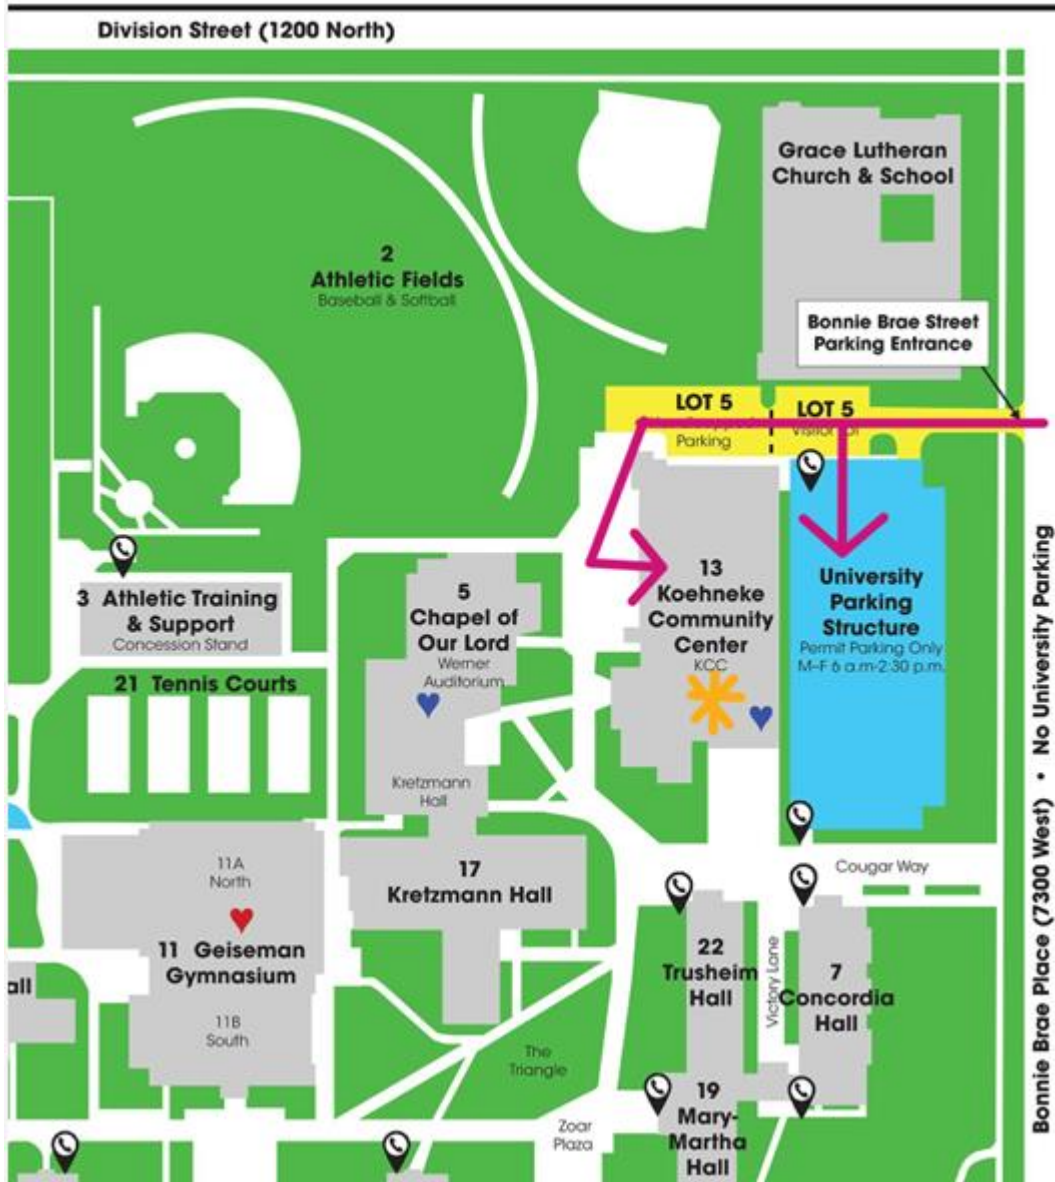 Division Street (1200 North)
Grace Lutheran
Church & School
2
Athletic Fields
Baseball & Softball
Bonnie Brae Street
Parking Entrance
LOT 5
Parking
LOT 5
Visitor
3 Athletic Training
& Support
Concession Stand
5
Chapel of
Our Lord
Werner
Auditorium
13
Koehneke
Community
Center
KCC
University
Parking
Structure
Permit Parking Only
M–F 6 a.m-2:30 p.m.
21 Tennis Courts
Kretzmann
Hall
11A
North
11 Geiseman
Gymnasium
11B
South
17
Kretzmann Hall
Cougar Way
22
Trusheim
Hall
Victory Lane
7
Concordia
Hall
all
The
Triangle
Zoar
Plaza
19
Mary-
Martha
Hall
Bonnie Brae Place (7300 West) • No University Parking